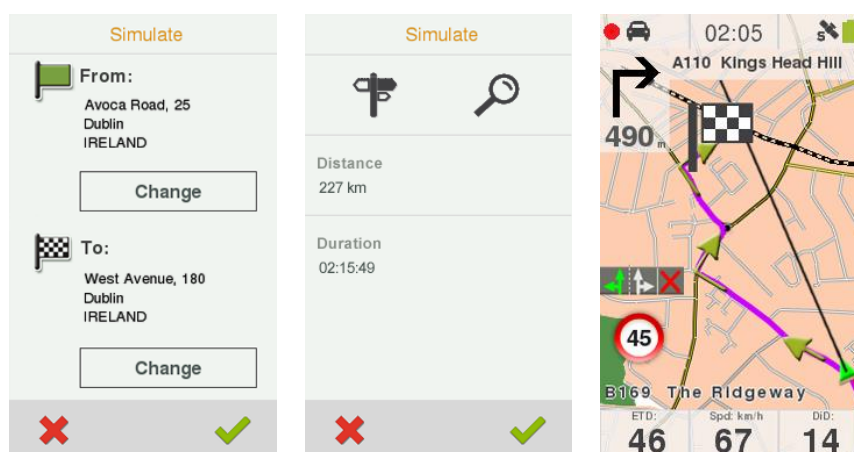 Simulate
From:
Avoca Road, 25
Dublin
IRELAND
Change
To:
West Avenue, 180
Dublin
IRELAND
Change
Simulate
Distance
227 km
Duration
02:15:49
02:05
S
A110 Kings Head Hill
490 m
45
B169 The Ridgeway
ETD: Spd: km/h DiD:
46 67 14